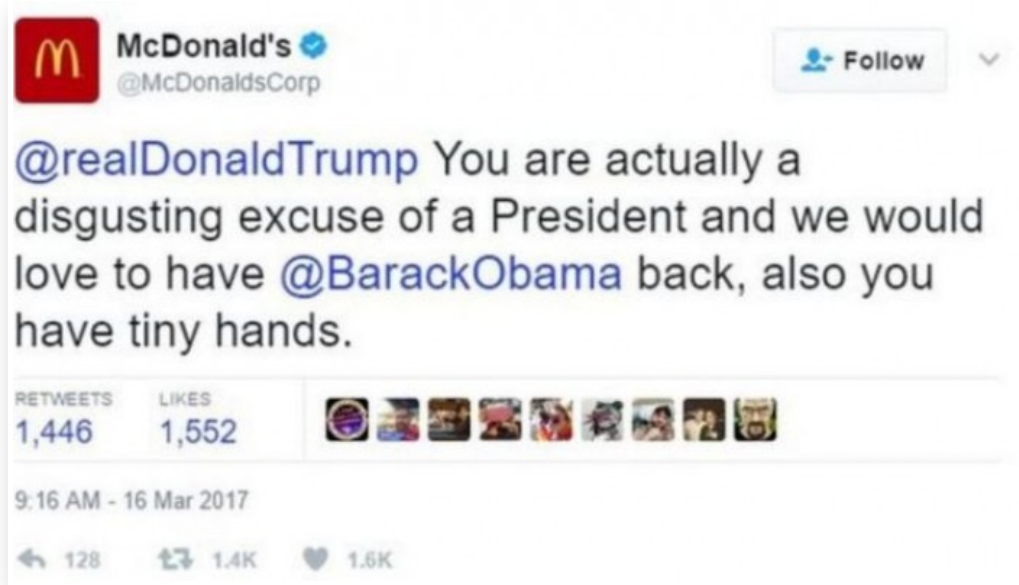 McDonald's
@McDonaldsCorp
Follow
@realDonaldTrump You are actually a
disgusting excuse of a President and we would
love to have @BarackObama back, also you
have tiny hands.
RETWEETS LIKES
1,446 1,552
9:16 AM - 16 Mar 2017
128 1.4K 1.6K